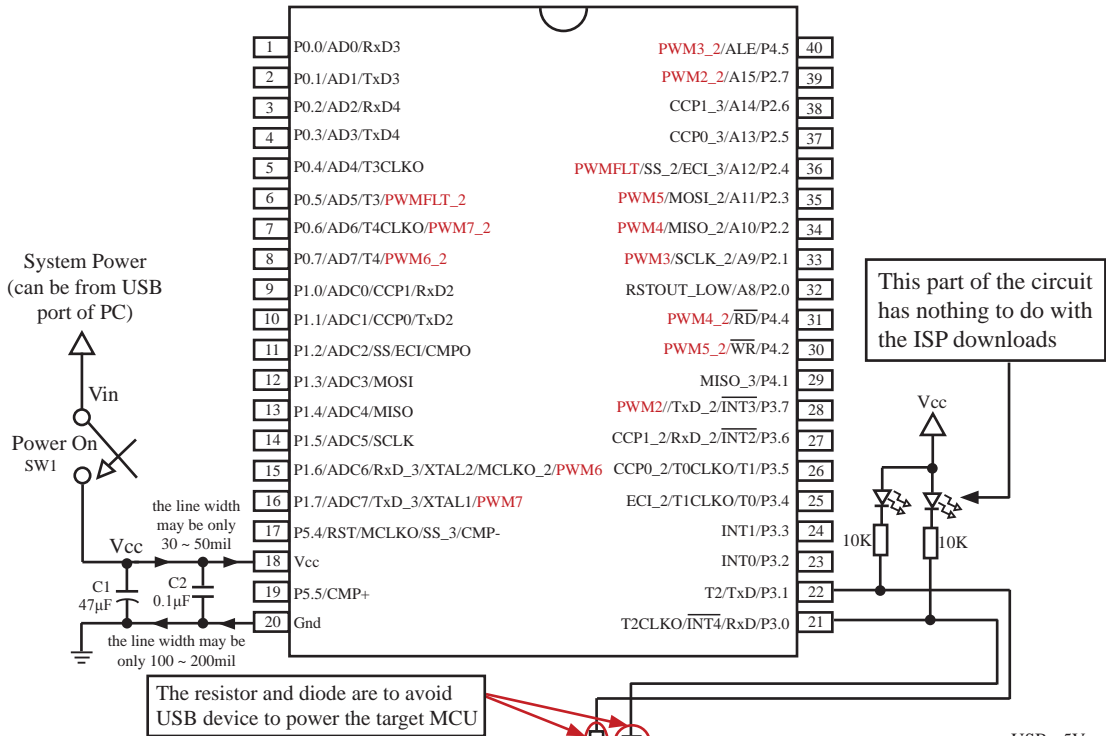 1 P0.0/AD0/RxD3
2 P0.1/AD1/TxD3
3 P0.2/AD2/RxD4
4 P0.3/AD3/TxD4
5 P0.4/AD4/T3CLKO
6 P0.5/AD5/T3/PWMFLT_2
7 P0.6/AD6/T4CLKO/PWM7_2
8 P0.7/AD7/T4/PWM6_2
9 P1.0/ADC0/CCP1/RxD2
10 P1.1/ADC1/CCP0/TxD2
11 P1.2/ADC2/SS/ECI/CMPO
12 P1.3/ADC3/MOSI
13 P1.4/ADC4/MISO
14 P1.5/ADC5/SCLK
15 P1.6/ADC6/RxD_3/XTAL2/MCLKO_2/PWM6
16 P1.7/ADC7/TxD_3/XTAL1/PWM7
17 P5.4/RST/MCLKO/SS_3/CMP-
18 Vcc
19 P5.5/CMP+
20 Gnd
PWM3_2/ALE/P4.5 40
PWM2_2/A15/P2.7 39
CCP1_3/A14/P2.6 38
CCP0_3/A13/P2.5 37
PWMFLT/SS_2/ECI_3/A12/P2.4 36
PWM5/MOSI_2/A11/P2.3 35
PWM4/MISO_2/A10/P2.2 34
PWM3/SCLK_2/A9/P2.1 33
RSTOUT_LOW/A8/P2.0 32
PWM4_2/RD/P4.4 31
PWM5_2/WR/P4.2 30
MISO_3/P4.1 29
PWM2//TxD_2/INT3/P3.7 28
CCP1_2/RxD_2/INT2/P3.6 27
CCP0_2/T0CLKO/T1/P3.5 26
ECI_2/T1CLKO/T0/P3.4 25
INT1/P3.3 24
INT0/P3.2 23
T2/TxD/P3.1 22
T2CLKO/INT4/RxD/P3.0 21
System Power
(can be from USB
port of PC)
Vin
Power On
SW1
the line width
may be only
30 ~ 50mil
Vcc
C1
47μF
C2
0.1μF
the line width may be
only 100 ~ 200mil
This part of the circuit
has nothing to do with
the ISP downloads
Vcc
10K
10K
The resistor and diode are to avoid
USB device to power the target MCU